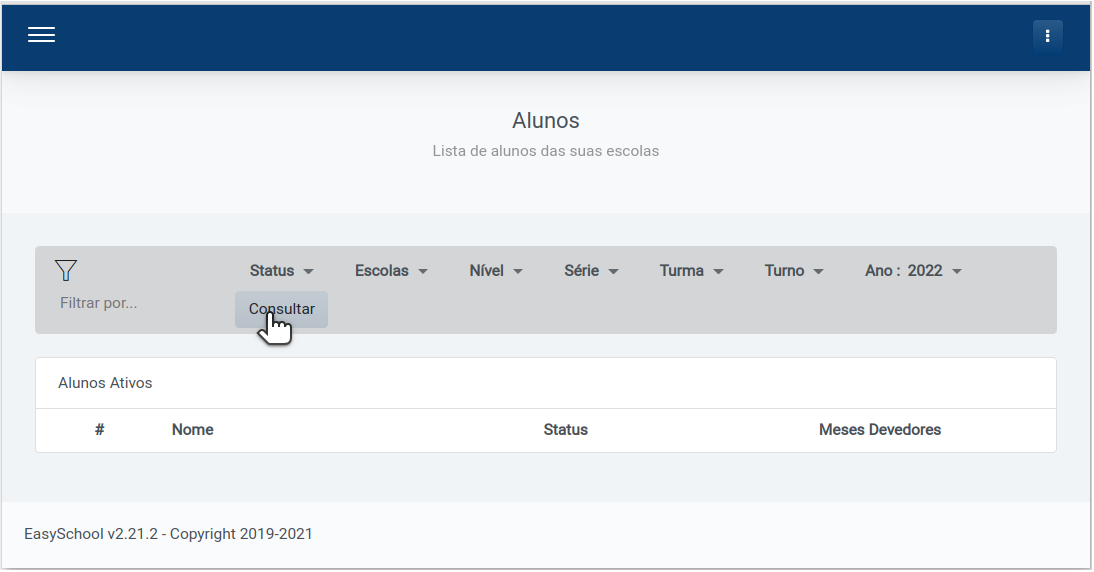 Alunos
Lista de alunos das suas escolas
Status Escolas Nível Série Turma Turno Ano : 2022
Filtrar por...
Consultar
Alunos Ativos
# Nome Status Meses Devedores
EasySchool v2.21.2 - Copyright 2019-2021